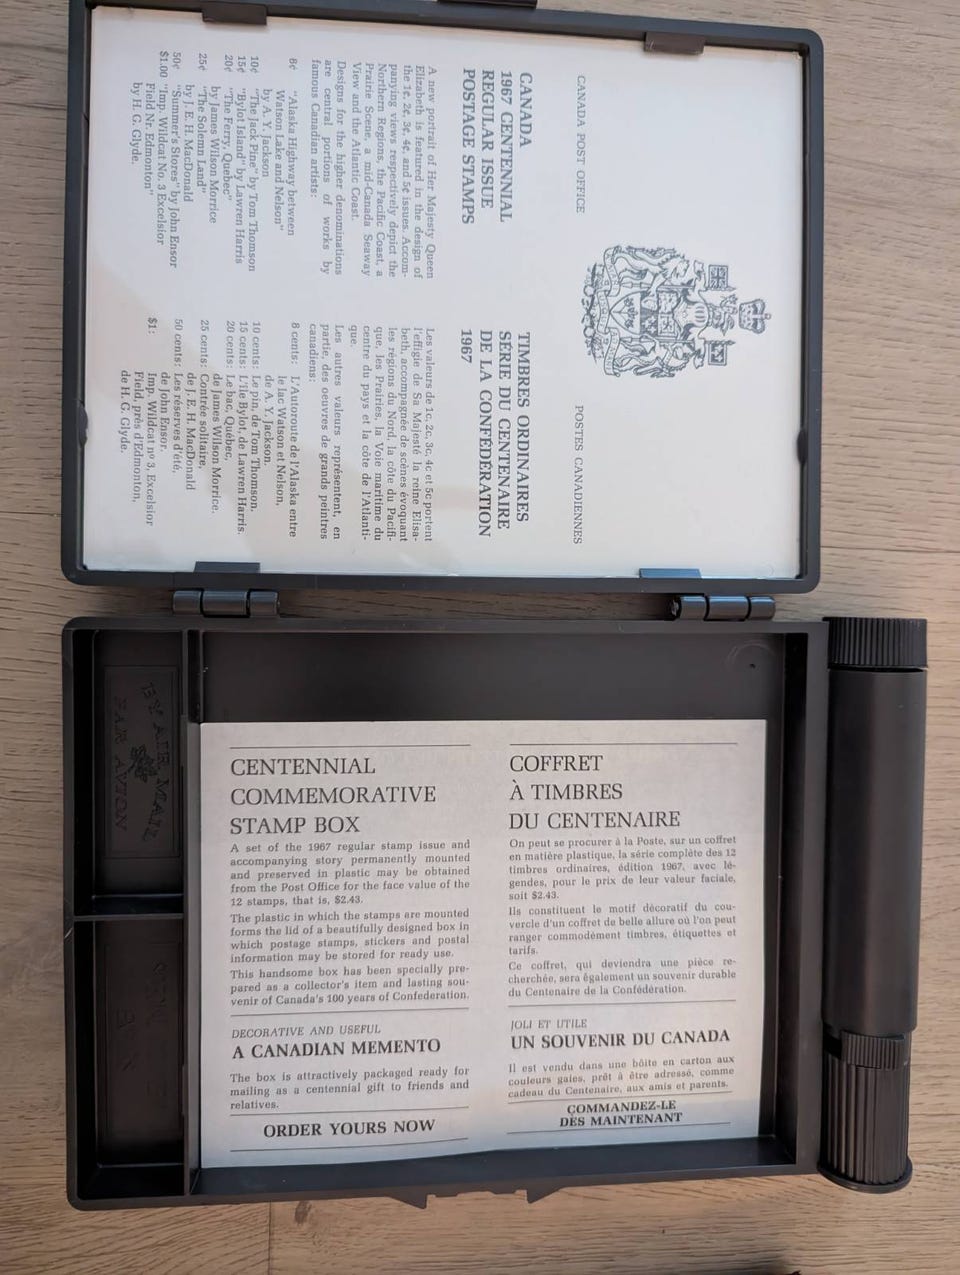 CANADA POST OFFICE
POSTES CANADIENNES
CANADA
1967 CENTENNIAL
REGULAR ISSUE
POSTAGE STAMPS
A new portrait of Her Majesty Queen
Elizabeth is featured in the design of
the 1¢, 2¢, 3¢, 4¢, and 5¢ issues. Accom-
panying views respectively depict the
Northern Regions, the Pacific Coast, a
Prairie Scene, a mid-Canada Seaway
View and the Atlantic Coast.
Designs for the higher denominations
are central portions of works by
famous Canadian artists:
8¢ "Alaska Highway between
Watson Lake and Nelson"
by A. Y. Jackson
10¢ "The Jack Pine" by Tom Thomson
15¢ "Bylot Island" by Lawren Harris
20¢ "The Ferry, Quebec"
by James Wilson Morrice
25¢ "The Solemn Land"
by J. E. H. MacDonald
50¢ "Summer's Stores" by John Ensor
$1.00 "Imp. Wildcat No. 3 Excelsior
Field Nr. Edmonton"
by H. G. Glyde.
TIMBRES ORDINAIRES
SÉRIE DU CENTENAIRE
DE LA CONFÉDÉRATION
1967
Les valeurs de 1c, 2c, 3c, 4c et 5c portent
l'effigie de Sa Majesté la reine Elisa-
beth, accompagnée de scènes évoquant
les régions du Nord, la côte du Pacifi-
que, les Prairies, la Voie maritime du
centre du pays et la côte de l'Atlanti-
que.
Les autres valeurs représentent, en
partie, des oeuvres de grands peintres
canadiens:
8 cents: L'Autoroute de l'Alaska entre
le lac Watson et Nelson,
de A. Y. Jackson.
10 cents: Le pin, de Tom Thomson.
15 cents: L'île Bylot, de Lawren Harris.
20 cents: Le bac, Québec,
de James Wilson Morrice.
25 cents: Contrée solitaire,
de J. E. H. MacDonald
50 cents: Les réserves d'été,
de John Ensor.
$1: Imp. Wildcat nº 3, Excelsior
Field, près d'Edmonton,
de H. G. Glyde.
BY AIR MAIL
PAR AVION
CENTENNIAL
COMMEMORATIVE
STAMP BOX
A set of the 1967 regular stamp issue and
accompanying story permanently mounted
and preserved in plastic may be obtained
from the Post Office for the face value of the
12 stamps, that is, $2.43.
The plastic in which the stamps are mounted
forms the lid of a beautifully designed box in
which postage stamps, stickers and postal
information may be stored for ready use.
This handsome box has been specially pre-
pared as a collector's item and lasting sou-
venir of Canada's 100 years of Confederation.
DECORATIVE AND USEFUL
A CANADIAN MEMENTO
The box is attractively packaged ready for
mailing as a centennial gift to friends and
relatives.
ORDER YOURS NOW
COFFRET
À TIMBRES
DU CENTENAIRE
On peut se procurer à la Poste, sur un coffret
en matière plastique, la série complète des 12
timbres ordinaires, édition 1967, avec lé-
gendes, pour le prix de leur valeur faciale,
soit $2.43.
Ils constituent le motif décoratif du cou-
vercle d'un coffret de belle allure où l'on peut
ranger commodément timbres, étiquettes et
tarifs.
Ce coffret, qui deviendra une pièce re-
cherchée, sera également un souvenir durable
du Centenaire de la Confédération.
JOLI ET UTILE
UN SOUVENIR DU CANADA
Il est vendu dans une boîte en carton aux
couleurs gaies, prêt à être adressé, comme
cadeau du Centenaire, aux amis et parents.
COMMANDEZ-LE
DÈS MAINTENANT